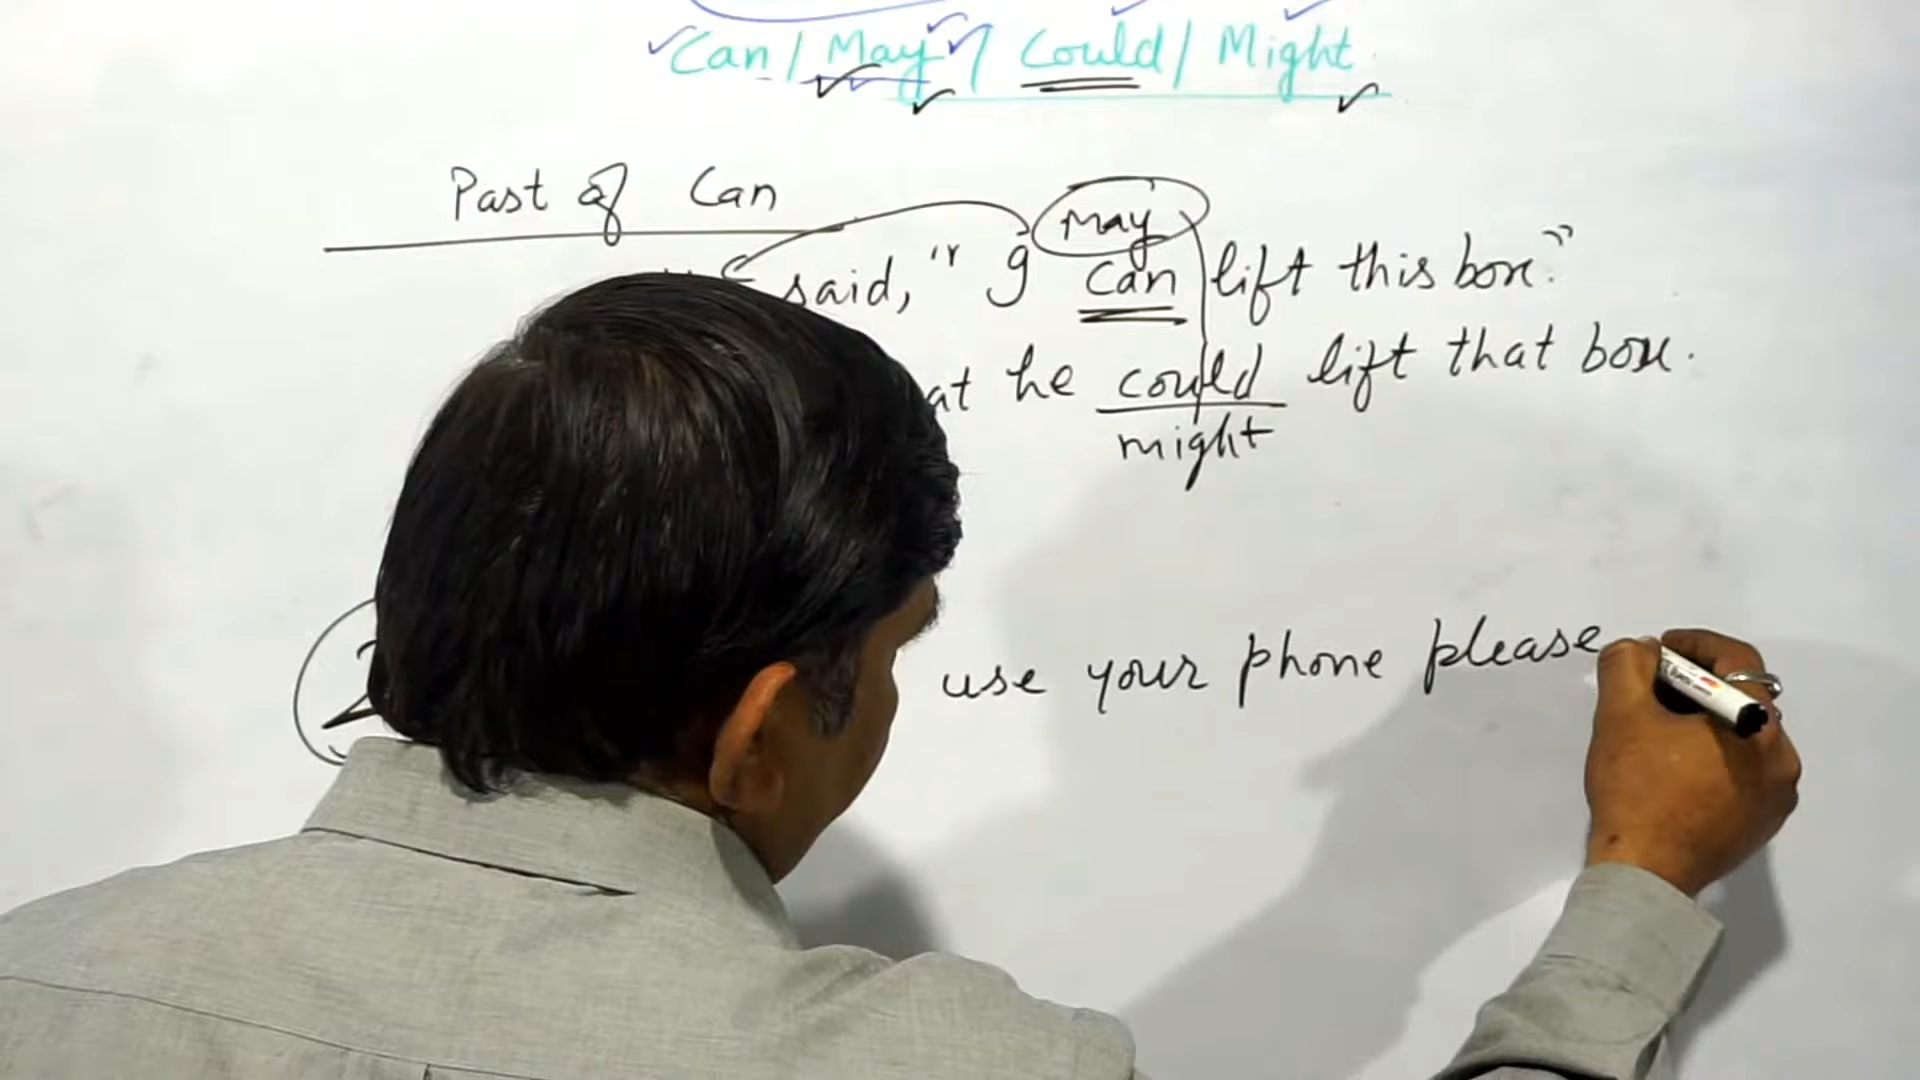 Can / May / Could / Might
Past of Can
may
said, " I can lift this box."
at he could lift that box.
might
2
use your phone please